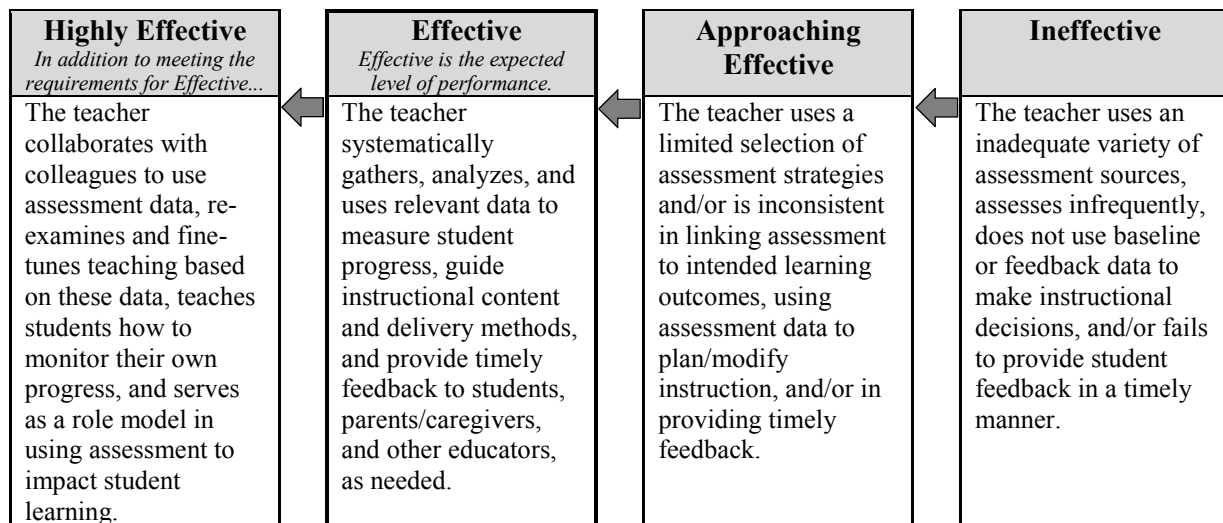 Highly Effective
In addition to meeting the
requirements for Effective...
The teacher
collaborates with
colleagues to use
assessment data, re-
examines and fine-
tunes teaching based
on these data, teaches
students how to
monitor their own
progress, and serves
as a role model in
using assessment to
impact student
learning.
Effective
Effective is the expected
level of performance.
The teacher
systematically
gathers, analyzes, and
uses relevant data to
measure student
progress, guide
instructional content
and delivery methods,
and provide timely
feedback to students,
parents/caregivers,
and other educators,
as needed.
Approaching
Effective
The teacher uses a
limited selection of
assessment strategies
and/or is inconsistent
in linking assessment
to intended learning
outcomes, using
assessment data to
plan/modify
instruction, and/or in
providing timely
feedback.
Ineffective
The teacher uses an
inadequate variety of
assessment sources,
assesses infrequently,
does not use baseline
or feedback data to
make instructional
decisions, and/or fails
to provide student
feedback in a timely
manner.